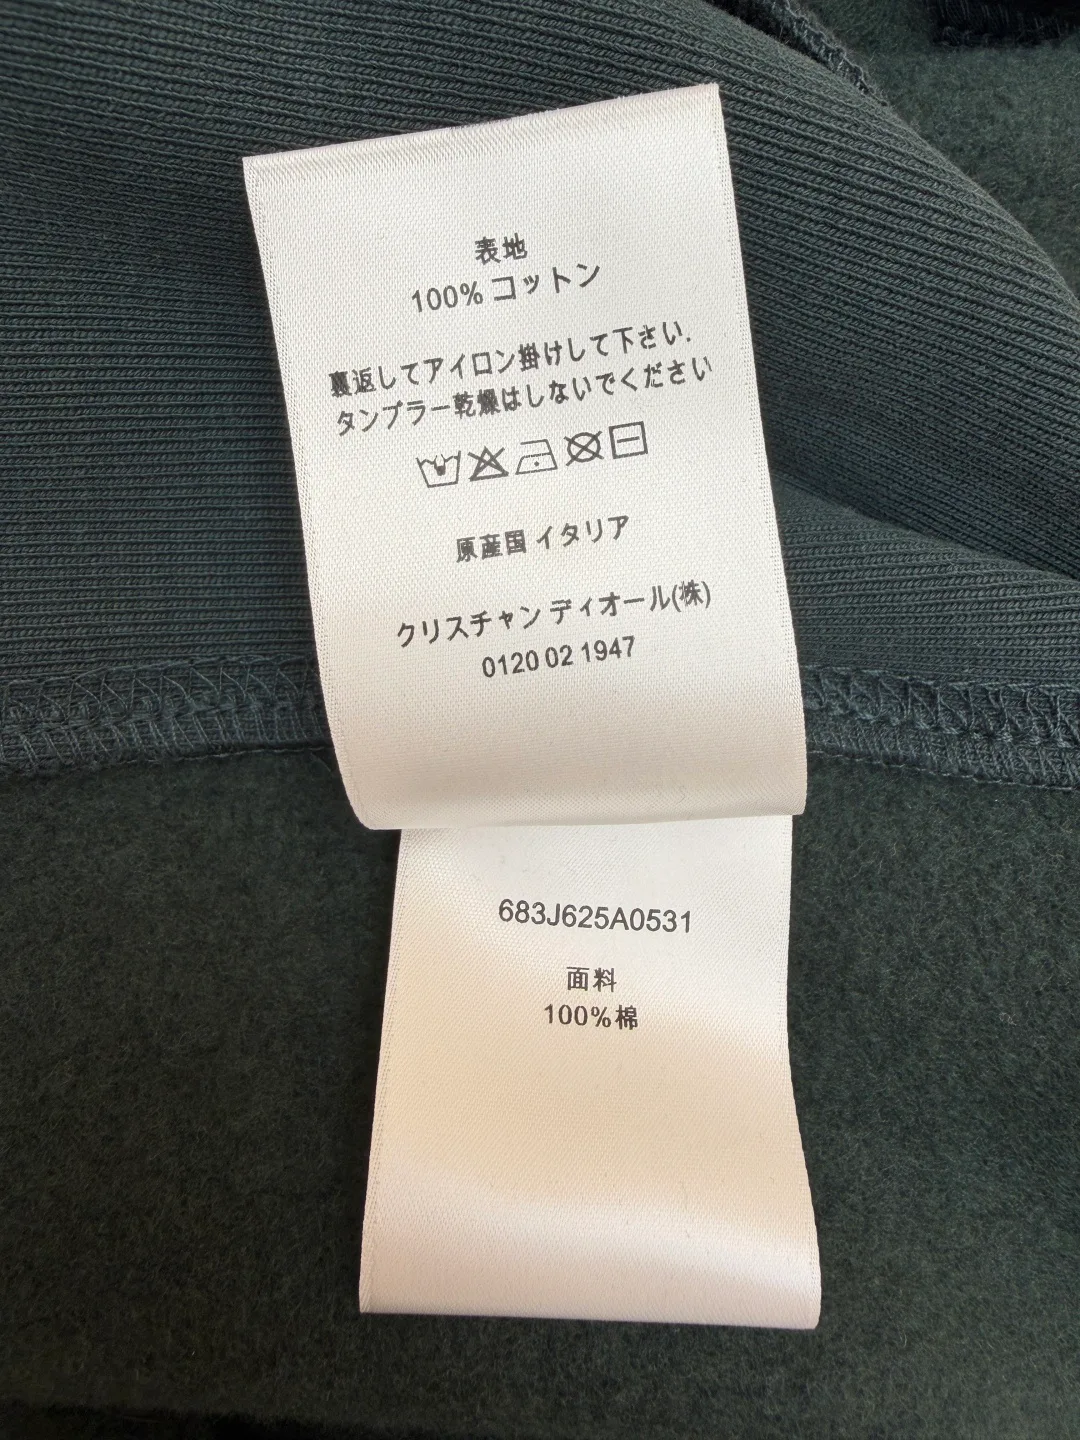 表地
100% コットン
裏返してアイロン掛けして下さい.
タンブラー乾燥はしないでください
原産国 イタリア
クリスチャン ディオール(株)
0120 02 1947
683J625A0531
面料
100%棉